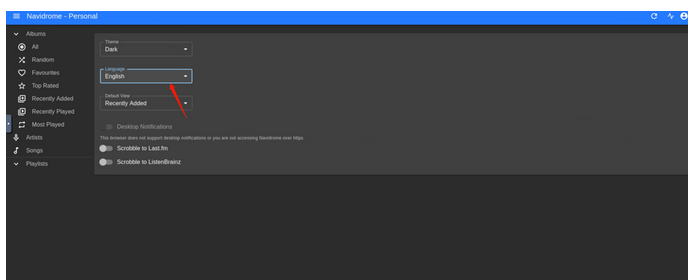 Navidrome - Personal
Albums
All
Random
Favourites
Top Rated
Recently Added
Recently Played
Most Played
Artists
Songs
Playlists
Theme
Dark
Language
English
Default View
Recently Added
Desktop Notifications
This browser does not support desktop notifications or you are not accessing Navidrome over https.
Scrobble to Last.fm
Scrobble to ListenBrainz